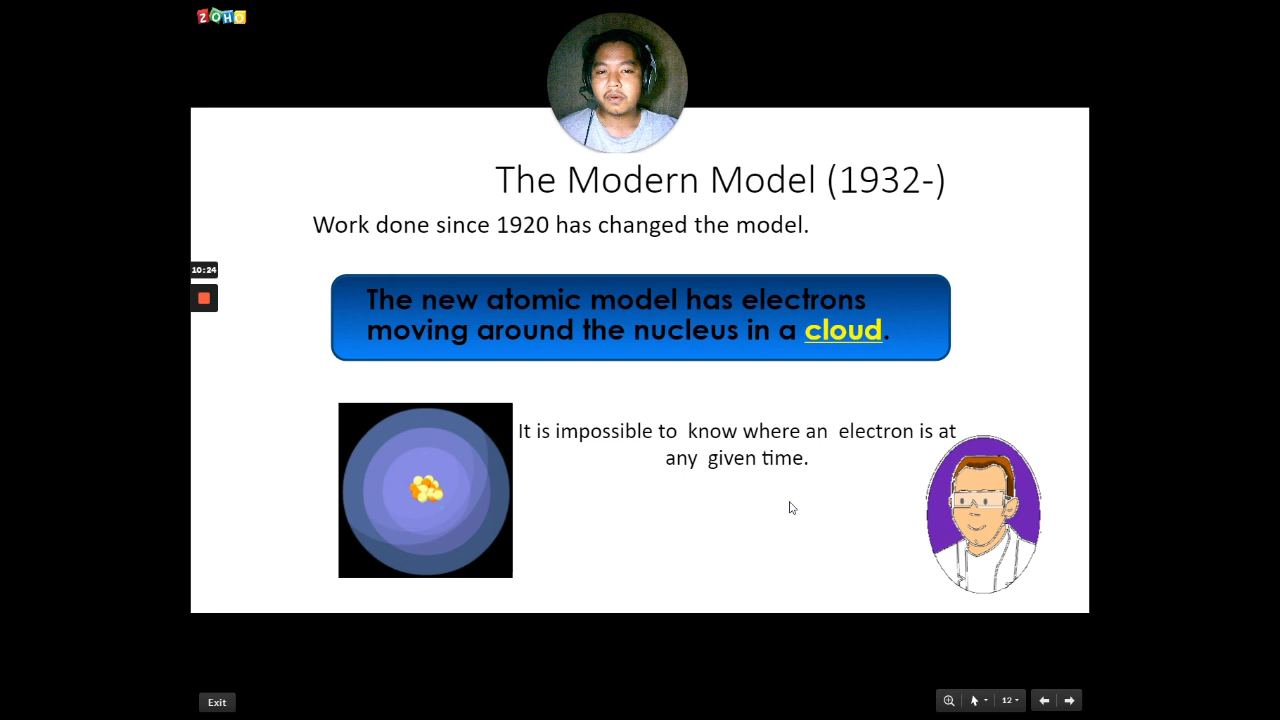 ZOHO
The Modern Model (1932-)
Work done since 1920 has changed the model.
10:24
The new atomic model has electrons
moving around the nucleus in a cloud.
It is impossible to  know where an  electron is at
any  given time.
Exit
12